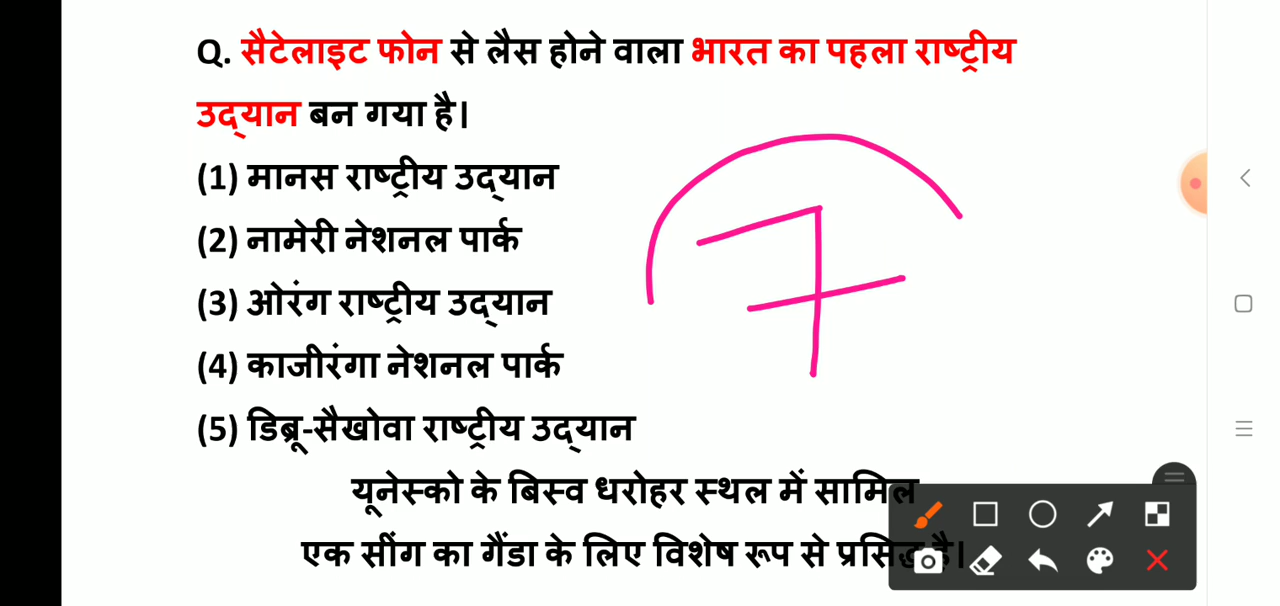 Q. सैटेलाइट फोन से लैस होने वाला भारत का पहला राष्ट्रीय
उद्यान बन गया है।
(1) मानस राष्ट्रीय उद्यान
(2) नामेरी नेशनल पार्क
(3) ओरंग राष्ट्रीय उद्यान
(4) काजीरंगा नेशनल पार्क
(5) डिब्रू-सैखोवा राष्ट्रीय उद्यान
यूनेस्को के बिस्व धरोहर स्थल में सामिल
एक सींग का गैंडा के लिए विशेष रूप से प्रसिद्ध है।